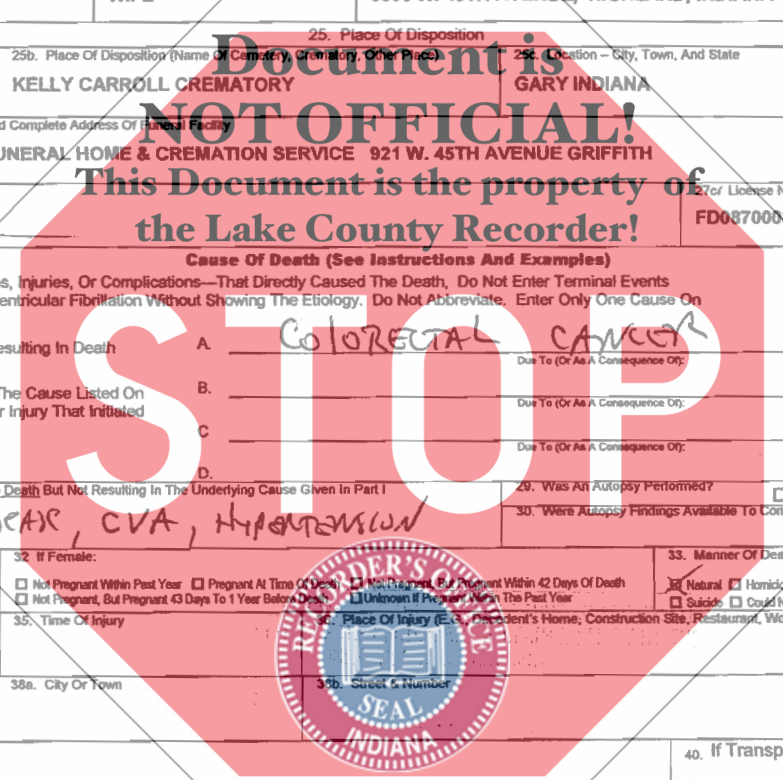 25. Place Of Disposition
25b. Place Of Disposition (Name Of Cemetery, Crematory, Other Place)
25c. Location – City, Town, And State
KELLY CARROLL CREMATORY
GARY INDIANA
Document is
NOT OFFICIAL!
This Document is the property of
the Lake County Recorder!
d Complete Address Of Funeral Facility
UNERAL HOME & CREMATION SERVICE 921 W. 45TH AVENUE GRIFFITH
27c/ License N
FD0870004
Cause Of Death (See Instructions And Examples)
s, Injuries, Or Complications—That Directly Caused The Death, Do Not Enter Terminal Events
entricular Fibrillation Without Showing The Etiology. Do Not Abbreviate. Enter Only One Cause On
STOP
esulting In Death A. COLORECTAL CANCER
Due To (Or As A Consequence Of):
The Cause Listed On B.
r Injury That Initiated
Due To (Or As A Consequence Of):
C
Due To (Or As A Consequence Of):
D.
Death But Not Resulting In The Underlying Cause Given In Part I
29. Was An Autopsy Performed?
30. Were Autopsy Findings Available To Com
CVA, HYPERTENSION
32 If Female:
33. Manner Of Dea
Not Pregnant Within Past Year Pregnant At Time Of Death Not Pregnant, But Pregnant Within 42 Days Of Death
Natural Homicid
Not Pregnant, But Pregnant 43 Days To 1 Year Before Death Unknown If Pregnant Within The Past Year
Suicide Could N
35. Time Of Injury
36. Place Of Injury (E.G., Decedent's Home, Construction Site, Restaurant, Wo
38a. City Or Town
38b. Street & Number
RECORDER'S OFFICE
SEAL
INDIANA
40. If Transp